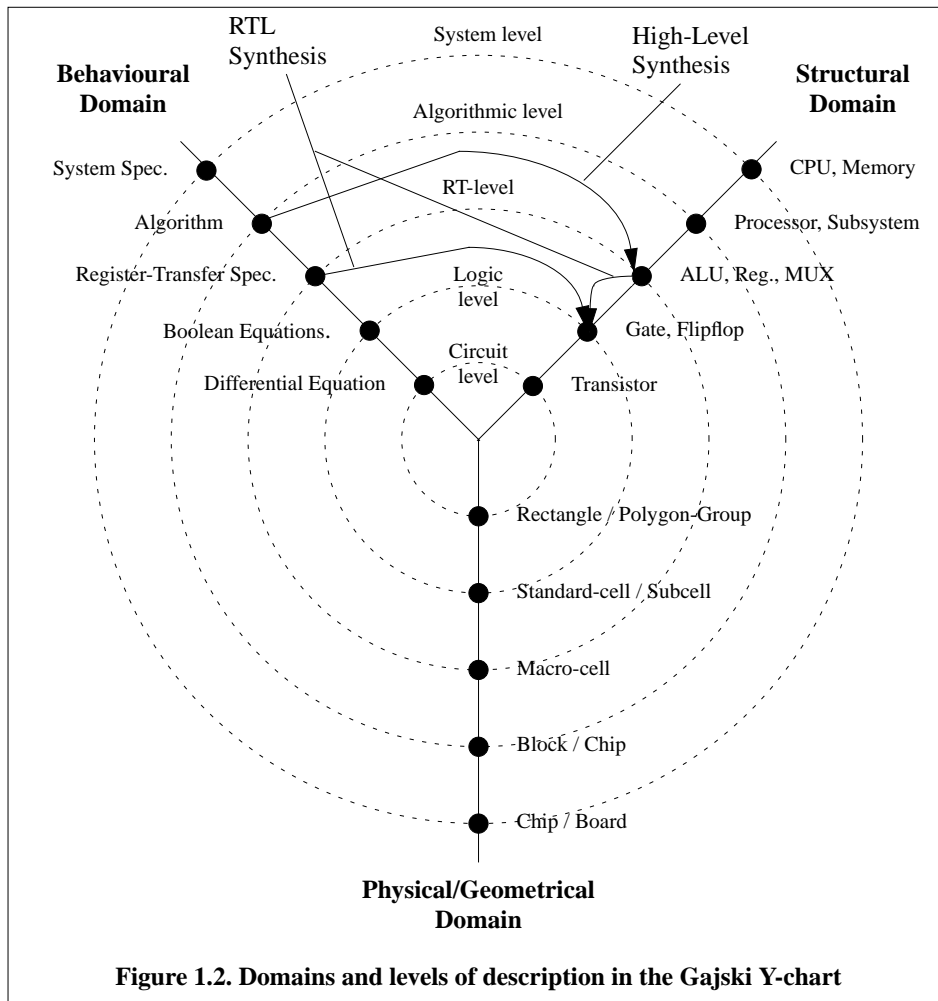 RTL
Synthesis
System level
High-Level
Synthesis
Behavioural
Domain
Structural
Domain
Algorithmic level
System Spec.
CPU, Memory
RT-level
Algorithm
Processor, Subsystem
Register-Transfer Spec.
Logic
level
ALU, Reg., MUX
Boolean Equations.
Gate, Flipflop
Circuit
level
Differential Equation
Transistor
Rectangle / Polygon-Group
Standard-cell / Subcell
Macro-cell
Block / Chip
Chip / Board
Physical/Geometrical
Domain
Figure 1.2. Domains and levels of description in the Gajski Y-chart